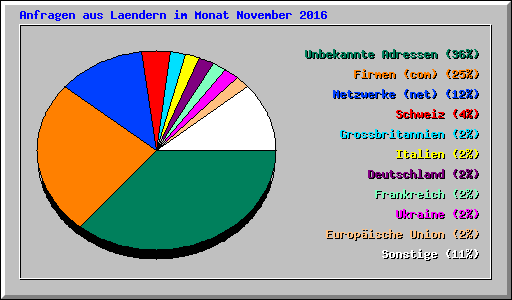 Anfragen aus Laendern im Monat November 2016
Unbekannte Adressen (36%)
Firmen (com) (25%)
Netzwerke (net) (12%)
Schweiz (4%)
Grossbritannien (2%)
Italien (2%)
Deutschland (2%)
Frankreich (2%)
Ukraine (2%)
Europäische Union (2%)
Sonstige (11%)